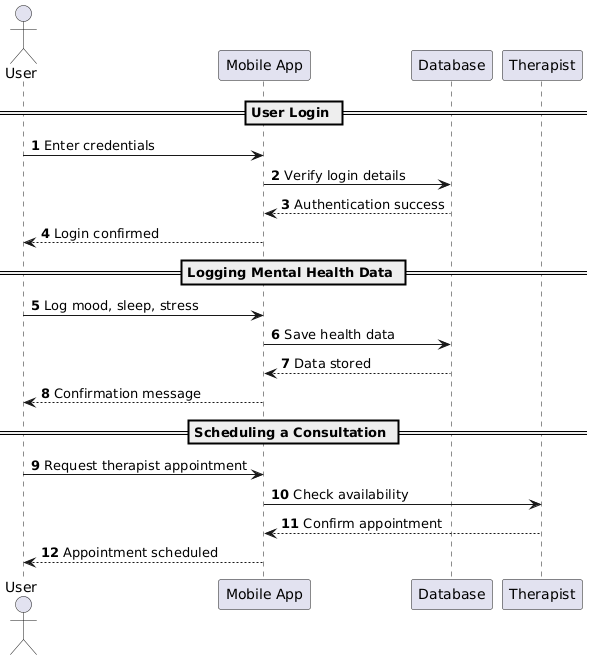 User
Mobile App
Database
Therapist
User Login
1 Enter credentials
2 Verify login details
3 Authentication success
4 Login confirmed
Logging Mental Health Data
5 Log mood, sleep, stress
6 Save health data
7 Data stored
8 Confirmation message
Scheduling a Consultation
9 Request therapist appointment
10 Check availability
11 Confirm appointment
12 Appointment scheduled
User
Mobile App
Database
Therapist